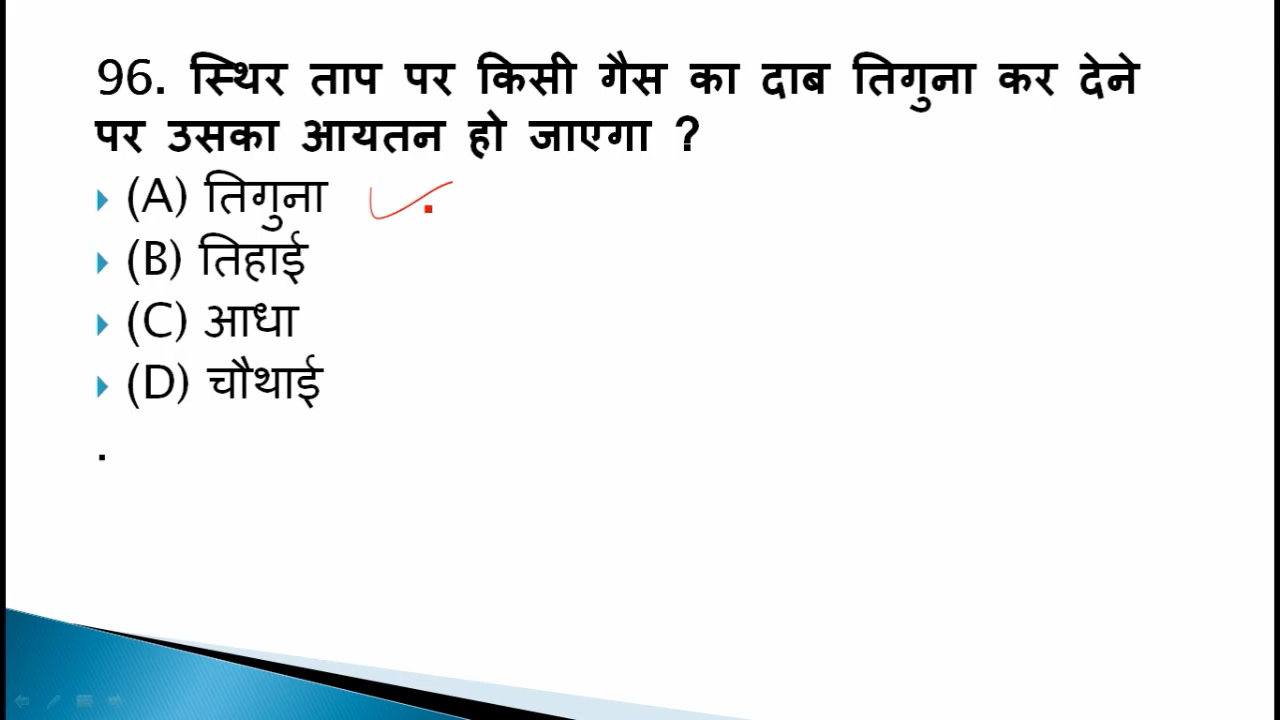 96. स्थिर ताप पर किसी गैस का दाब तिगुना कर देने
पर उसका आयतन हो जाएगा ?
(A) तिगुना
(B) तिहाई
(C) आधा
(D) चौथाई
.